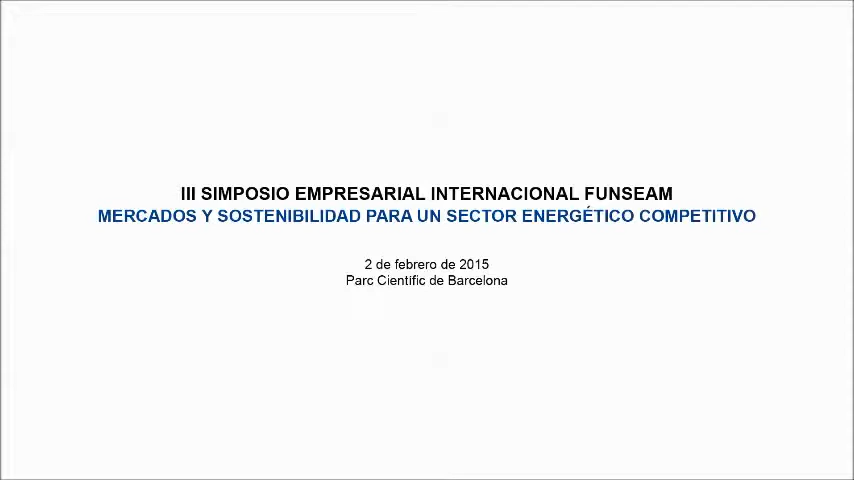 III SIMPOSIO EMPRESARIAL INTERNACIONAL FUNSEAM
MERCADOS Y SOSTENIBILIDAD PARA UN SECTOR ENERGÉTICO COMPETITIVO
2 de febrero de 2015
Parc Científic de Barcelona